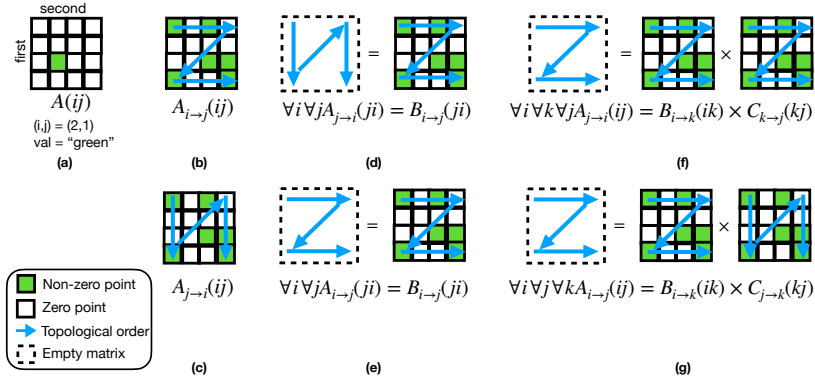 second
first
A(ij)
(i,j) = (2,1)
val = “green”
(a)
A_{i→j}(ij)
(b)
=
∀i∀jA_{j→i}(ji) = B_{i→j}(ji)
(d)
= ×
∀i∀k∀jA_{j→i}(ij) = B_{i→k}(ik) × C_{k→j}(kj)
(f)
A_{j→i}(ij)
(c)
=
∀i∀jA_{i→j}(ji) = B_{i→j}(ji)
(e)
= ×
∀i∀j∀kA_{i→j}(ij) = B_{i→k}(ik) × C_{j→k}(kj)
(g)
Non-zero point
Zero point
Topological order
Empty matrix